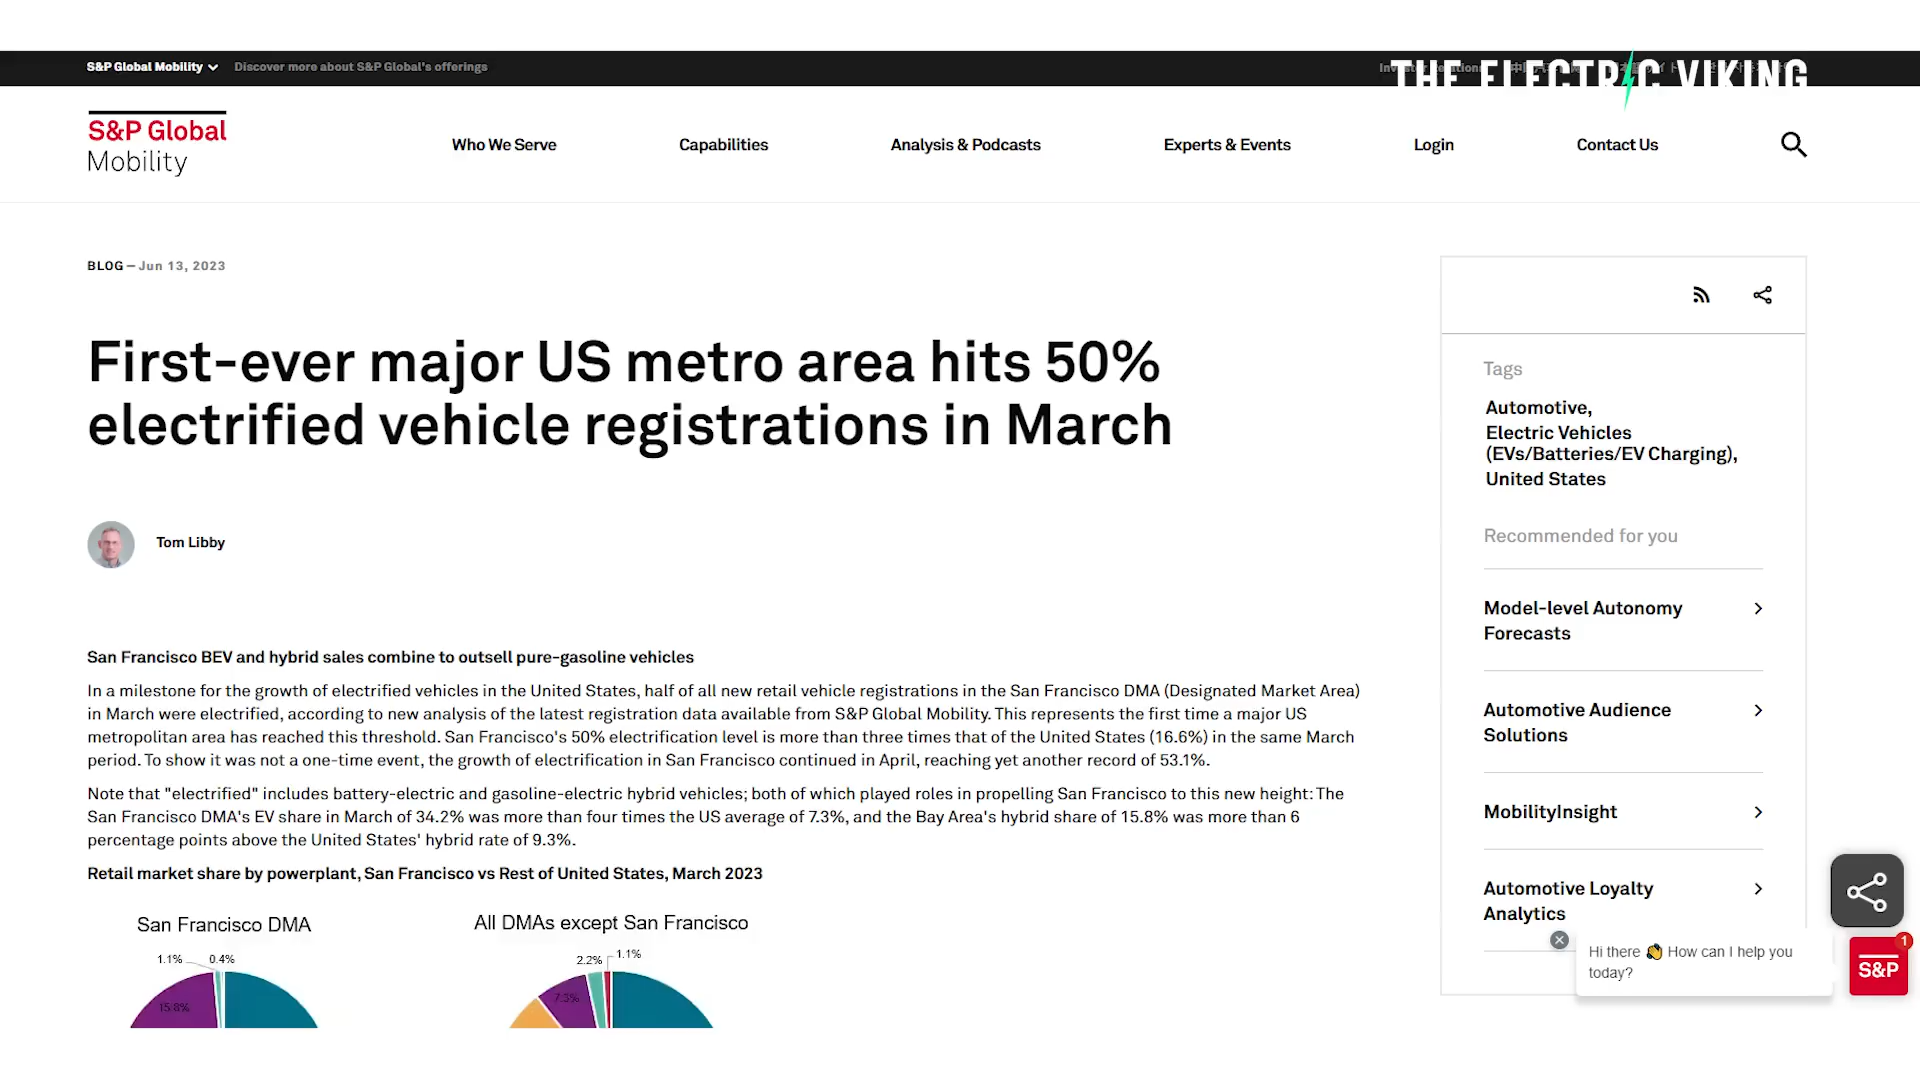 S&P Global Mobility
Discover more about S&P Global's offerings
THE ELECTRIC VIKING
S&P Global
Mobility
Who We Serve
Capabilities
Analysis & Podcasts
Experts & Events
Login
Contact Us
BLOG — Jun 13, 2023
First-ever major US metro area hits 50%
electrified vehicle registrations in March
Tom Libby
San Francisco BEV and hybrid sales combine to outsell pure-gasoline vehicles
In a milestone for the growth of electrified vehicles in the United States, half of all new retail vehicle registrations in the San Francisco DMA (Designated Market Area)
in March were electrified, according to new analysis of the latest registration data available from S&P Global Mobility. This represents the first time a major US
metropolitan area has reached this threshold. San Francisco's 50% electrification level is more than three times that of the United States (16.6%) in the same March
period. To show it was not a one-time event, the growth of electrification in San Francisco continued in April, reaching yet another record of 53.1%.
Note that "electrified" includes battery-electric and gasoline-electric hybrid vehicles; both of which played roles in propelling San Francisco to this new height: The
San Francisco DMA's EV share in March of 34.2% was more than four times the US average of 7.3%, and the Bay Area's hybrid share of 15.8% was more than 6
percentage points above the United States' hybrid rate of 9.3%.
Retail market share by powerplant, San Francisco vs Rest of United States, March 2023
San Francisco DMA
1.1%
0.4%
15.8%
All DMAs except San Francisco
2.2%
1.1%
7.3%
Tags
Automotive,
Electric Vehicles
(EVs/Batteries/EV Charging),
United States
Recommended for you
Model-level Autonomy
Forecasts
Automotive Audience
Solutions
MobilityInsight
Automotive Loyalty
Analytics
Hi there 👋 How can I help you
today?
1
S&P